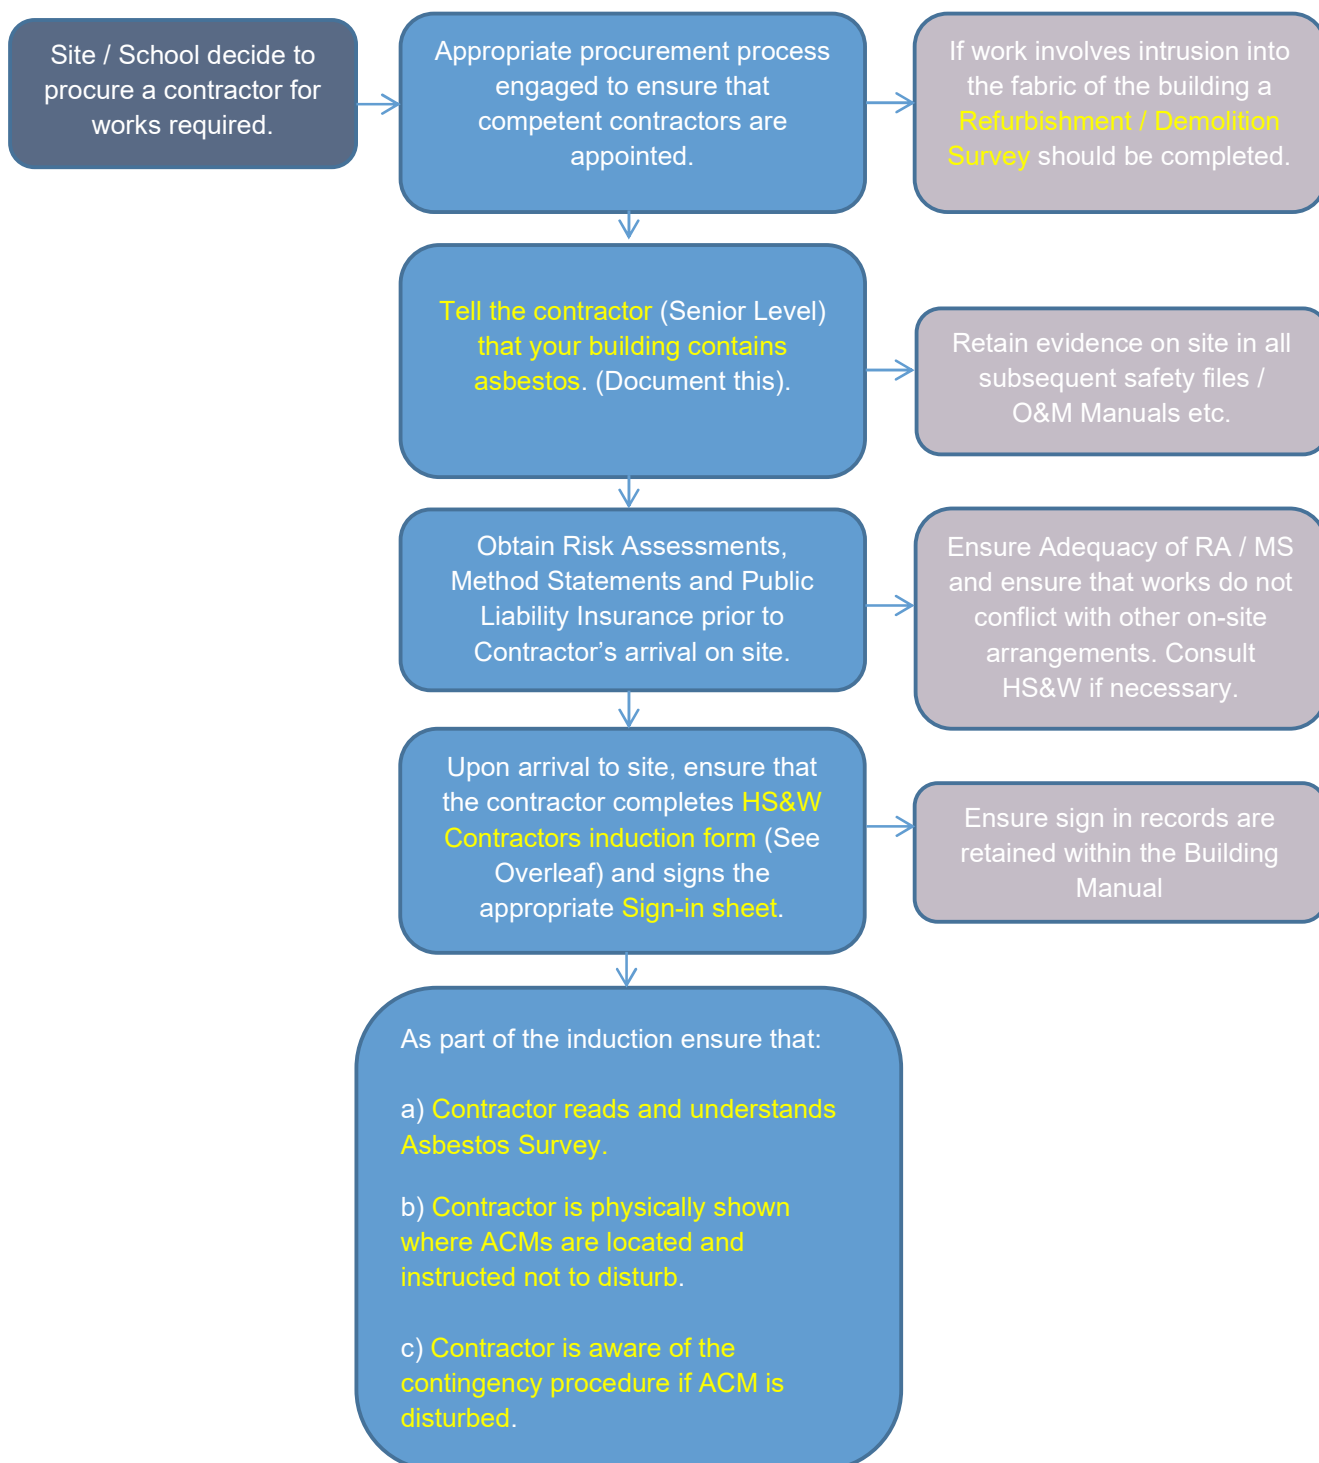 Site / School decide to
procure a contractor for
works required.
Appropriate procurement process
engaged to ensure that
competent contractors are
appointed.
If work involves intrusion into
the fabric of the building a
Refurbishment / Demolition
Survey should be completed.
Tell the contractor (Senior Level)
that your building contains
asbestos. (Document this).
Retain evidence on site in all
subsequent safety files /
O&M Manuals etc.
Obtain Risk Assessments,
Method Statements and Public
Liability Insurance prior to
Contractor’s arrival on site.
Ensure Adequacy of RA / MS
and ensure that works do not
conflict with other on-site
arrangements. Consult
HS&W if necessary.
Upon arrival to site, ensure that
the contractor completes HS&W
Contractors induction form (See
Overleaf) and signs the
appropriate Sign-in sheet.
Ensure sign in records are
retained within the Building
Manual
As part of the induction ensure that:
a) Contractor reads and understands
Asbestos Survey.
b) Contractor is physically shown
where ACMs are located and
instructed not to disturb.
c) Contractor is aware of the
contingency procedure if ACM is
disturbed.